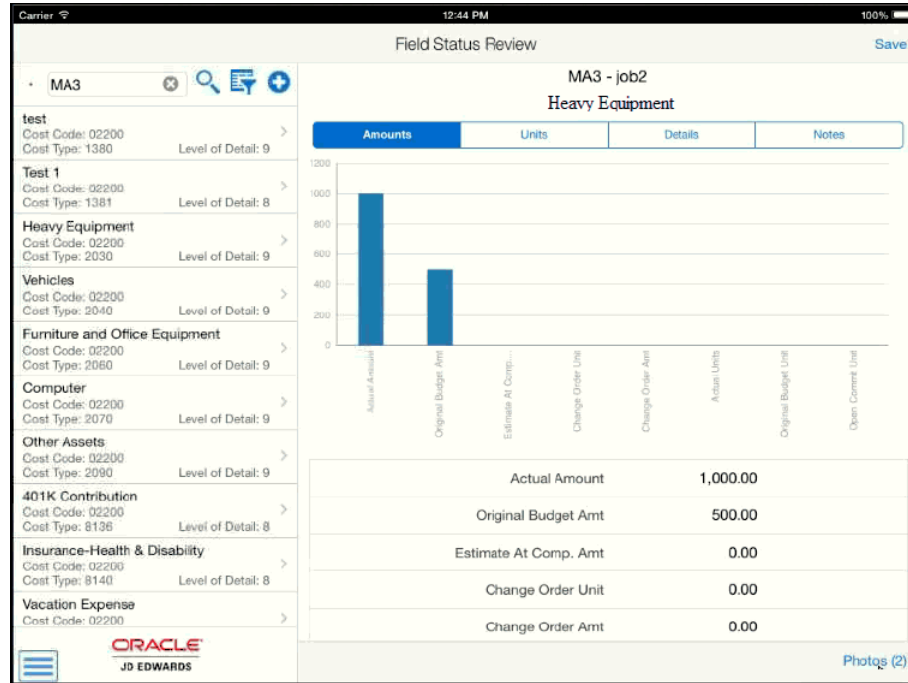 Carrier 12:44 PM 100%
Field Status Review Save
MA3
test
Cost Code: 02200
Cost Type: 1380 Level of Detail: 9
Test 1
Cost Code: 02200
Cost Type: 1381 Level of Detail: 8
Heavy Equipment
Cost Code: 02200
Cost Type: 2030 Level of Detail: 9
Vehicles
Cost Code: 02200
Cost Type: 2040 Level of Detail: 9
Furniture and Office Equipment
Cost Code: 02200
Cost Type: 2060 Level of Detail: 9
Computer
Cost Code: 02200
Cost Type: 2070 Level of Detail: 9
Other Assets
Cost Code: 02200
Cost Type: 2090 Level of Detail: 9
401K Contribution
Cost Code: 02200
Cost Type: 8136 Level of Detail: 8
Insurance-Health & Disability
Cost Code: 02200
Cost Type: 8140 Level of Detail: 8
Vacation Expense
Cost Code: 02200
ORACLE
JD EDWARDS
MA3 - job2
Heavy Equipment
Amounts Units Details Notes
1200
1000
800
600
400
200
0
Actual Amount
Original Budget Amt
Estimate At Comp....
Change Order Unit
Change Order Amt
Actual Units
Original Budget Unit
Open Commit Unit
Actual Amount 1,000.00
Original Budget Amt 500.00
Estimate At Comp. Amt 0.00
Change Order Unit 0.00
Change Order Amt 0.00
Photos (2)